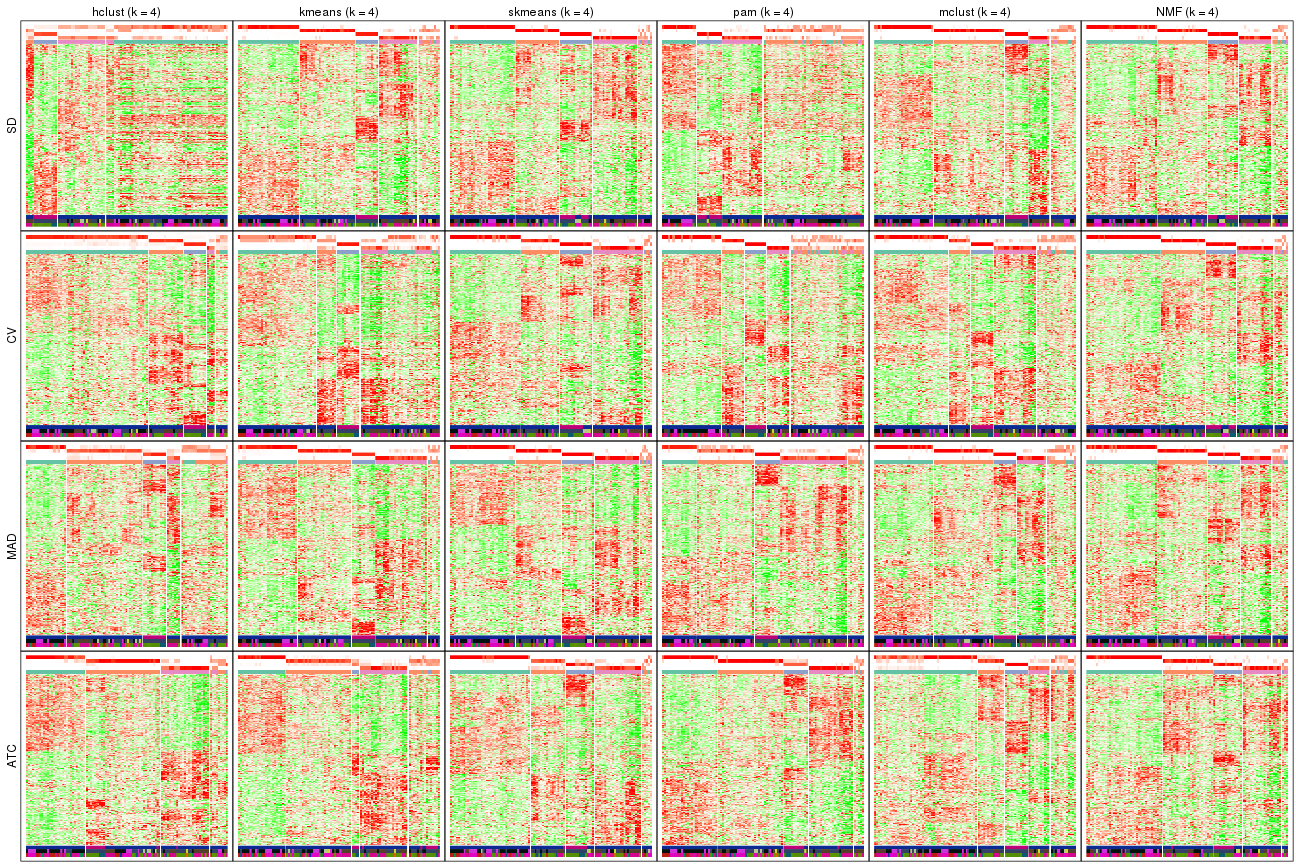 hclust (k = 4) kmeans (k = 4) skmeans (k = 4) pam (k = 4) mclust (k = 4) NMF (k = 4)
SD
CV
MAD
ATC